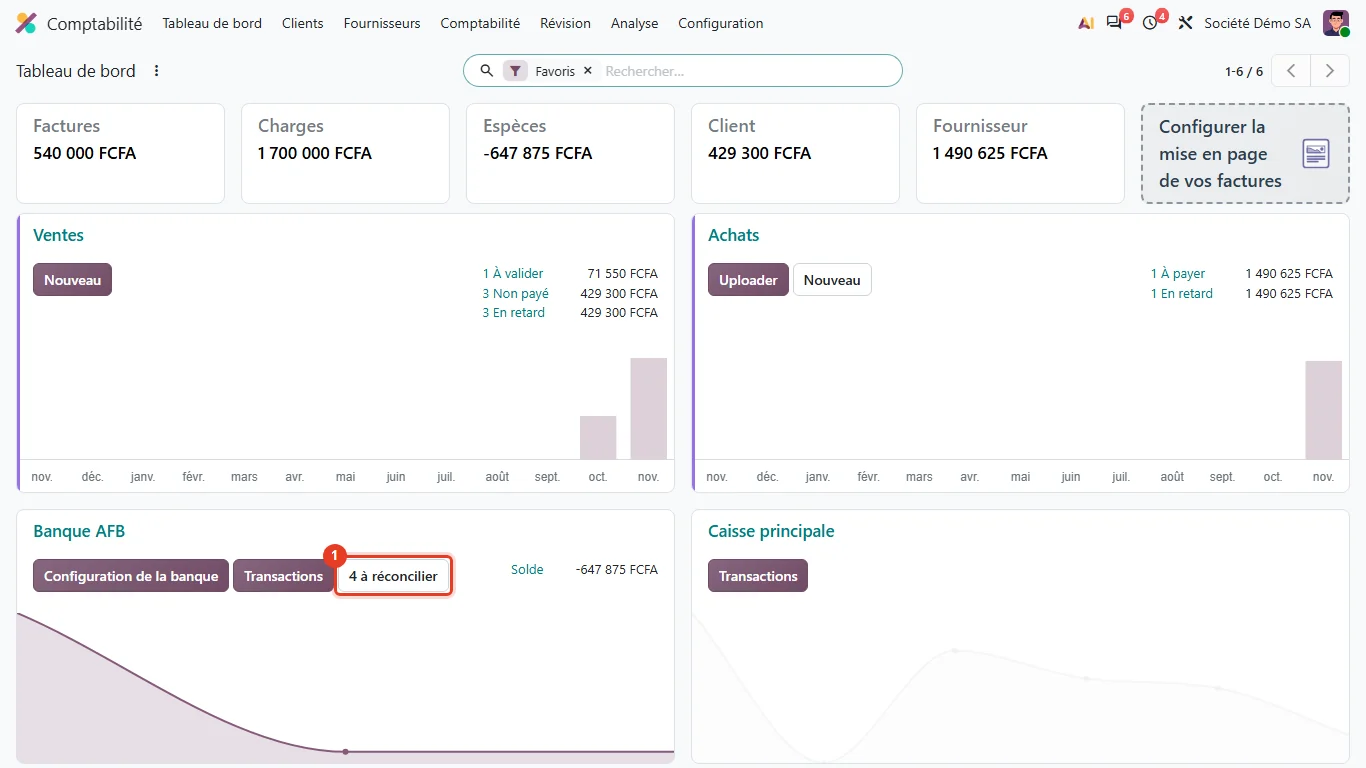 Comptabilité Tableau de bord Clients Fournisseurs Comptabilité Révision Analyse Configuration AI 6 4 Société Démo SA
Tableau de bord Favoris × Rechercher... 1-6 / 6
Factures
540 000 FCFA
Charges
1 700 000 FCFA
Espèces
-647 875 FCFA
Client
429 300 FCFA
Fournisseur
1 490 625 FCFA
Configurer la
mise en page
de vos factures
Ventes
Nouveau
1 À valider 71 550 FCFA
3 Non payé 429 300 FCFA
3 En retard 429 300 FCFA
nov. déc. janv. févr. mars avr. mai juin juil. août sept. oct. nov.
Achats
Uploader Nouveau
1 À payer 1 490 625 FCFA
1 En retard 1 490 625 FCFA
nov. déc. janv. févr. mars avr. mai juin juil. août sept. oct. nov.
Banque AFB
1
Configuration de la banque Transactions 4 à réconcilier
Solde -647 875 FCFA
Caisse principale
Transactions